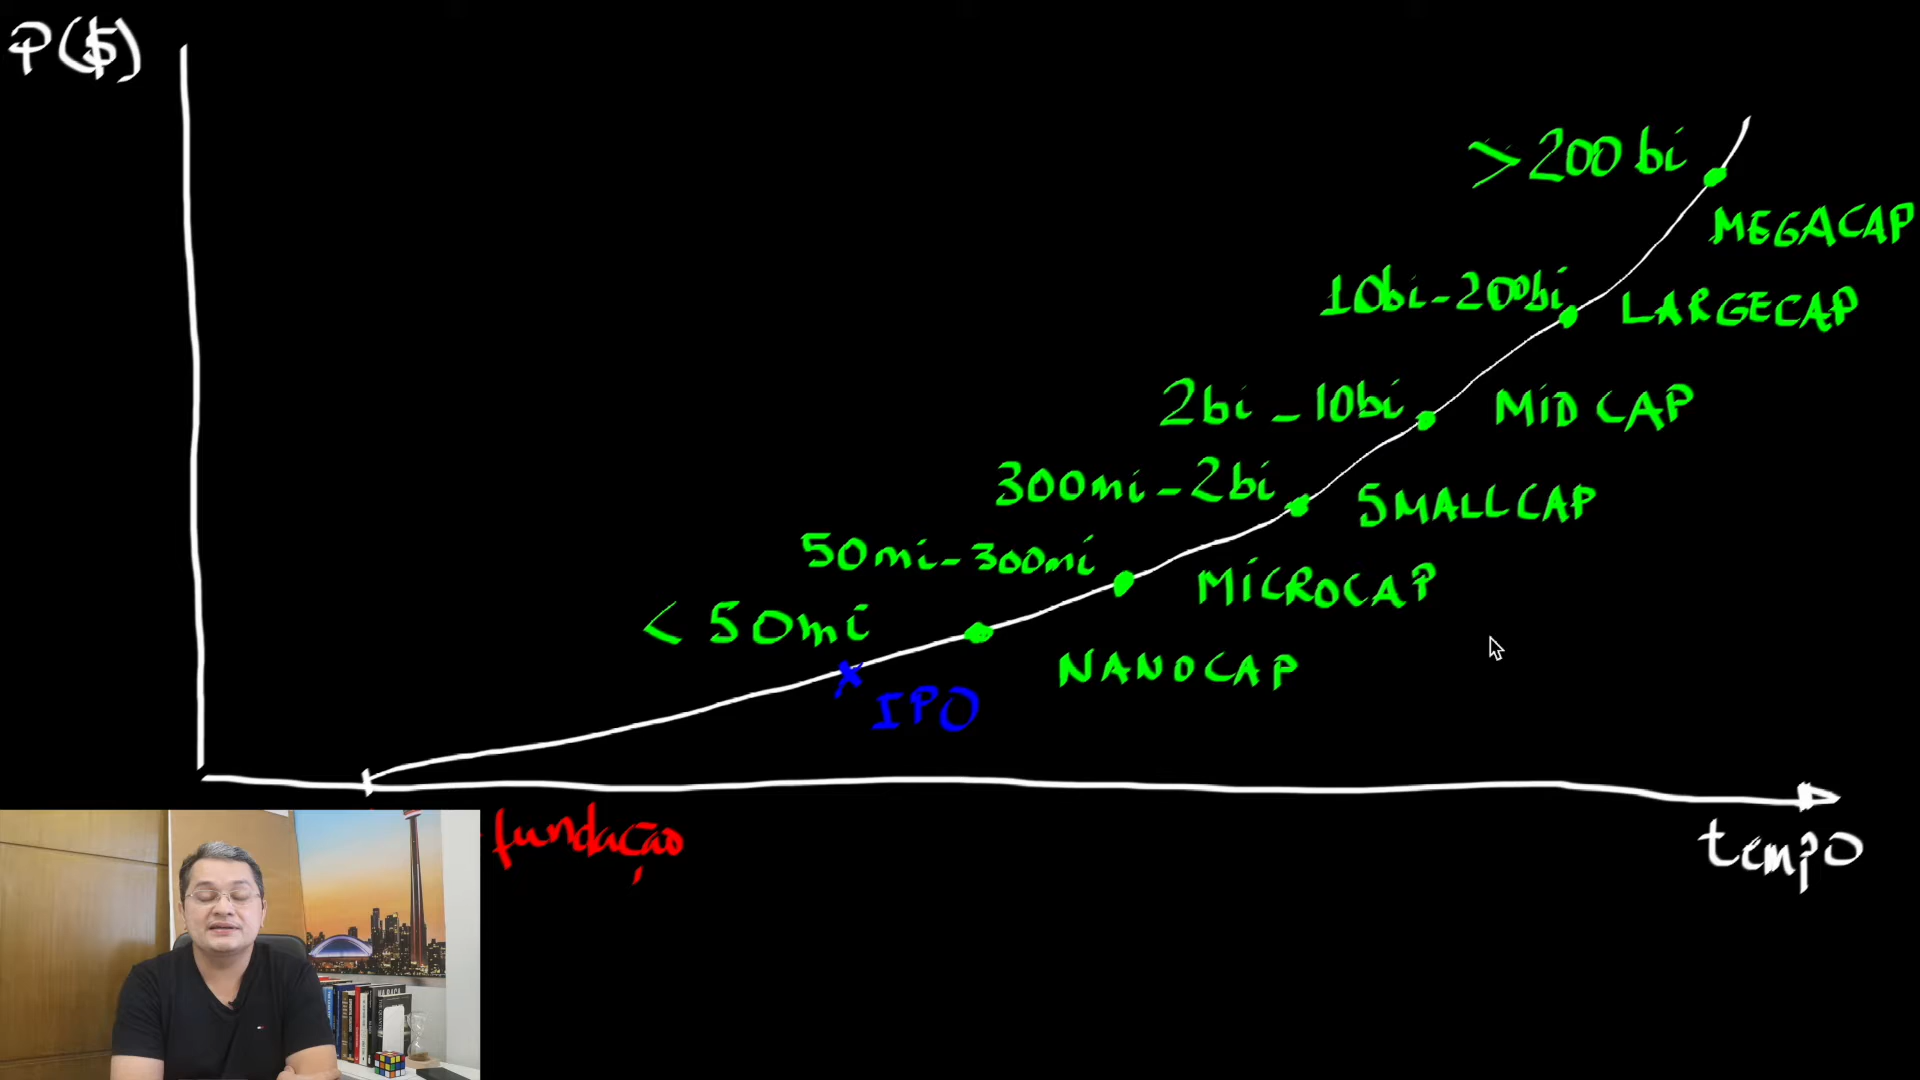 P($)
>200 bi
MEGACAP
10bi-200bi
LARGECAP
2bi - 10bi
MID CAP
300mi - 2bi
SMALLCAP
50mi-300mi
MICROCAP
< 50mi
NANOCAP
IPO
fundação
tempo